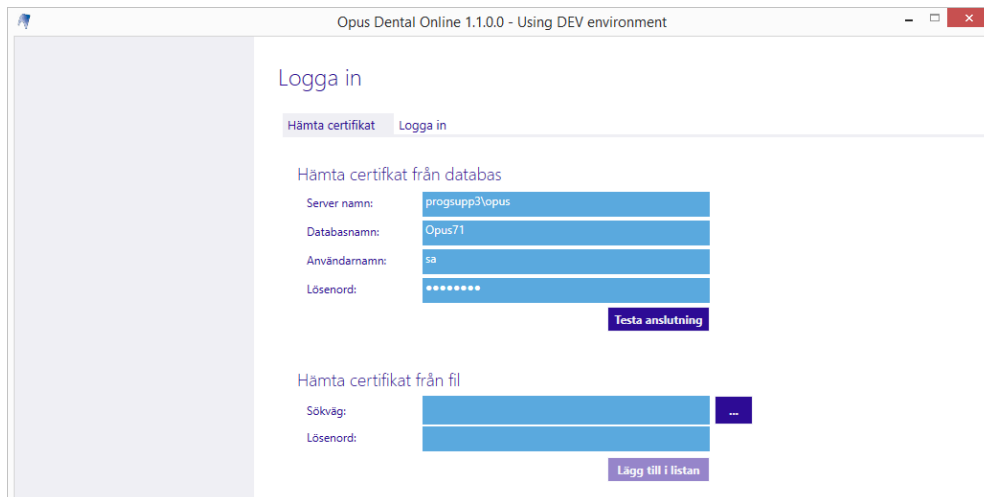 Opus Dental Online 1.1.0.0 - Using DEV environment
Logga in
Hämta certifikat Logga in
Hämta certifkat från databas
Server namn: progsupp3\opus
Databasnamn: Opus71
Användarnamn: sa
Lösenord: ••••••••
Testa anslutning
Hämta certifikat från fil
Sökväg: ...
Lösenord:
Lägg till i listan